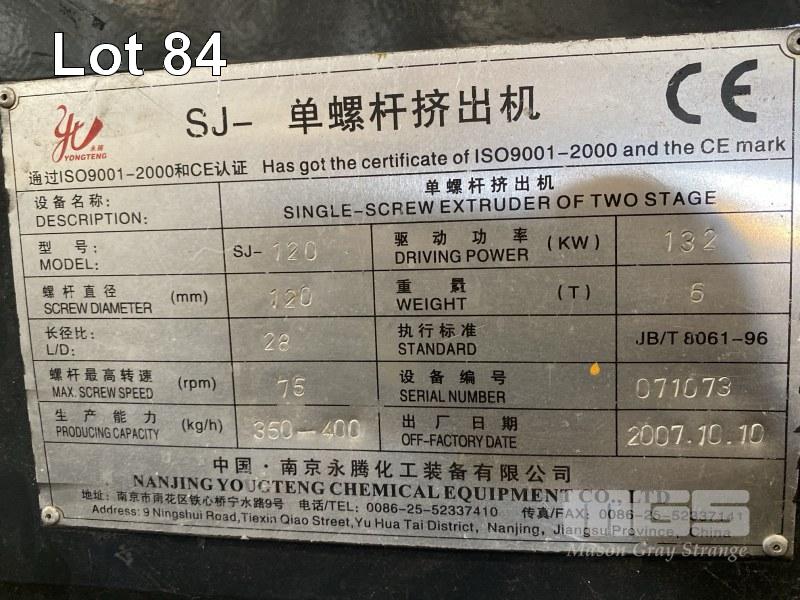 Lot 84
永腾
YONGTENG
SJ- 单螺杆挤出机
CE
通过ISO9001-2000和CE认证 Has got the certificate of ISO9001-2000 and the CE mark
设备名称: 单螺杆挤出机
DESCRIPTION: SINGLE-SCREW EXTRUDER OF TWO STAGE
型号: 驱动功率
MODEL: SJ-120 DRIVING POWER (KW) 132
螺杆直径 重量
SCREW DIAMETER (mm) 120 WEIGHT (T) 6
长径比: 执行标准
L/D: 28 STANDARD JB/T 8061-96
螺杆最高转速 设备编号
MAX. SCREW SPEED (rpm) 75 SERIAL NUMBER 071073
生产能力 出厂日期
PRODUCING CAPACITY (kg/h) 350-400 OFF-FACTORY DATE 2007.10.10
中国·南京永腾化工装备有限公司
NANJING YOUGTENG CHEMICAL EQUIPMENT CO., LTD
地址: 南京市雨花区铁心桥宁水路9号 电话/TEL: 0086-25-52337410 传真/FAX: 0086-25-52337141
Address: 9 Ningshui Road, Tiexin Qiao Street, Yu Hua Tai District, Nanjing, Jiangsu Province, China
Mason Gray Strange